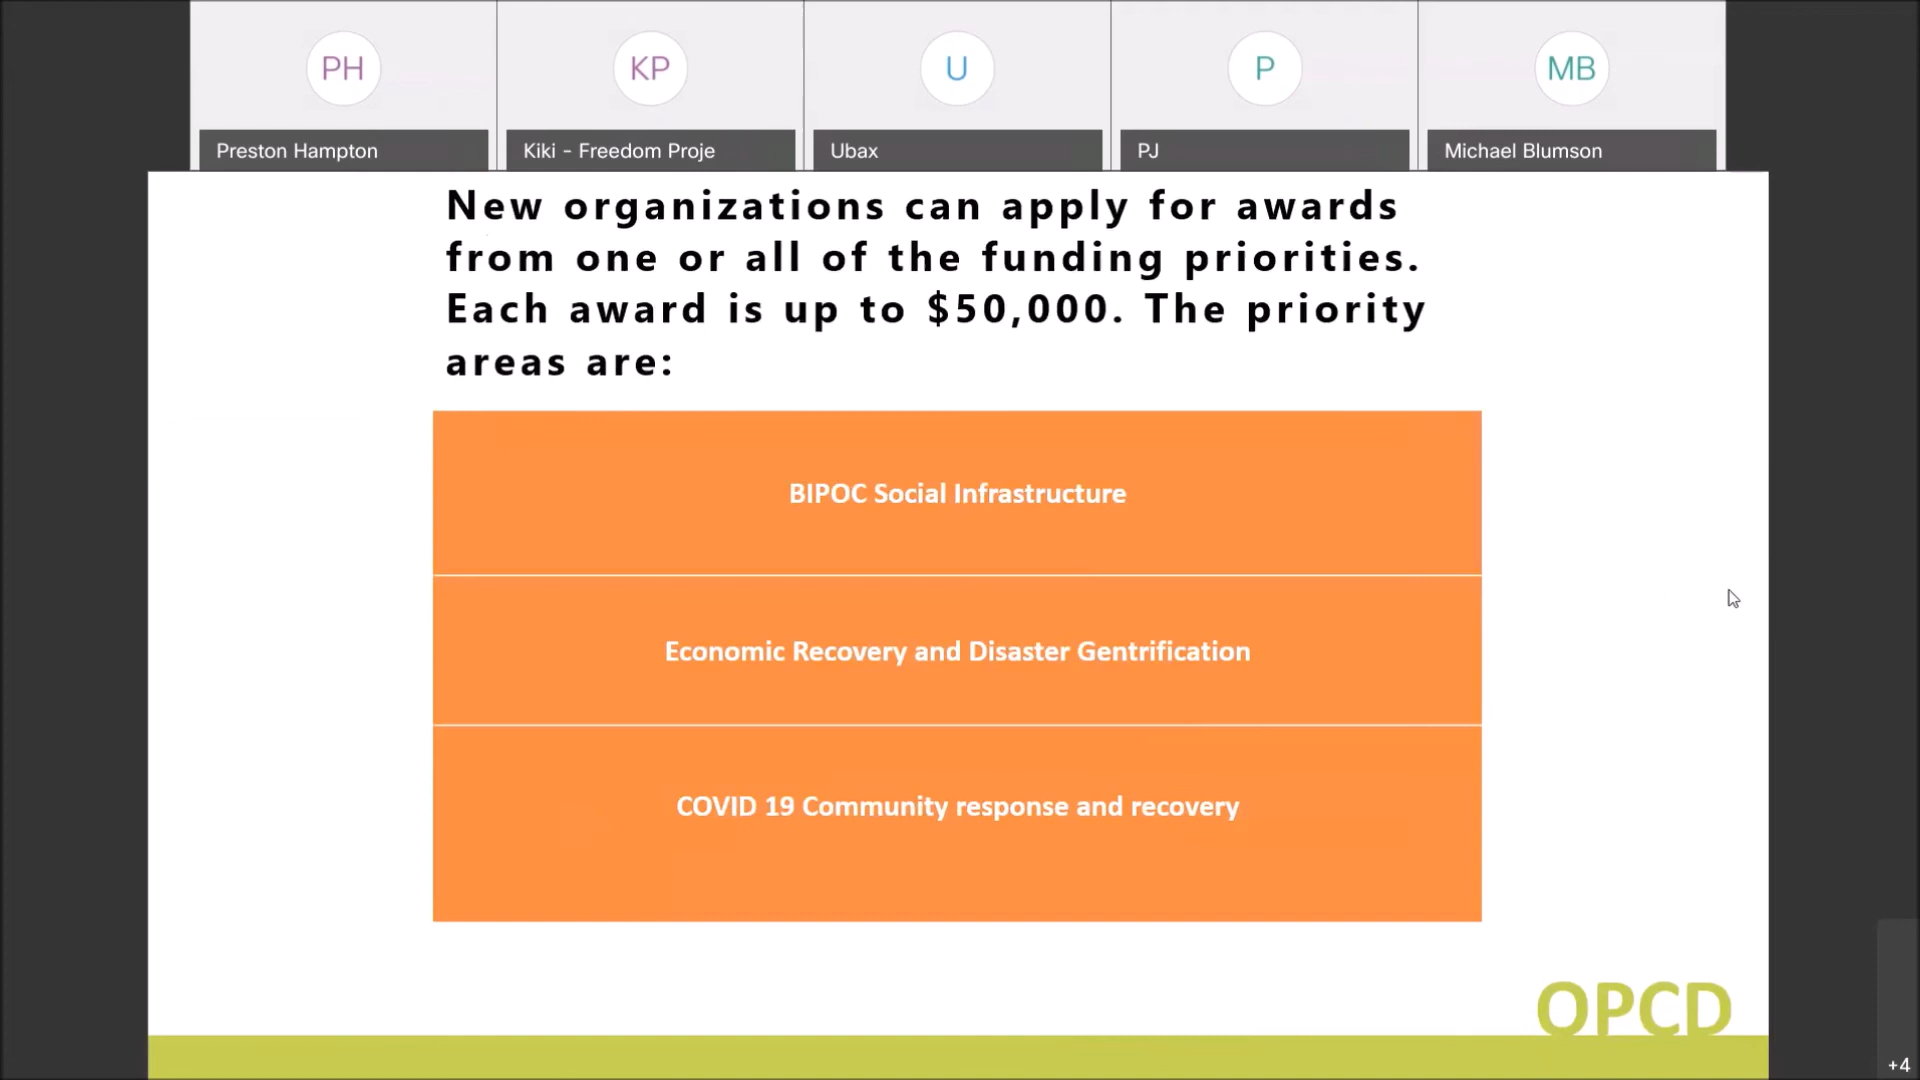 PH
KP
U
P
MB
Preston Hampton
Kiki - Freedom Proje
Ubax
PJ
Michael Blumson
New organizations can apply for awards
from one or all of the funding priorities.
Each award is up to $50,000. The priority
areas are:
BIPOC Social Infrastructure
Economic Recovery and Disaster Gentrification
COVID 19 Community response and recovery
OPCD
+4